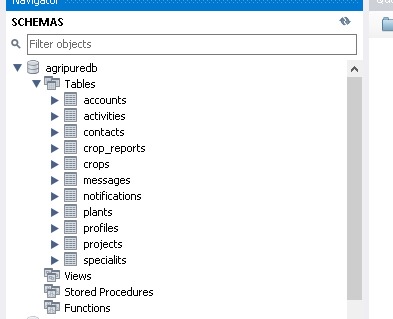 Navigator
SCHEMAS
Filter objects
agripuredb
Tables
accounts
activities
contacts
crop_reports
crops
messages
notifications
plants
profiles
projects
specialits
Views
Stored Procedures
Functions